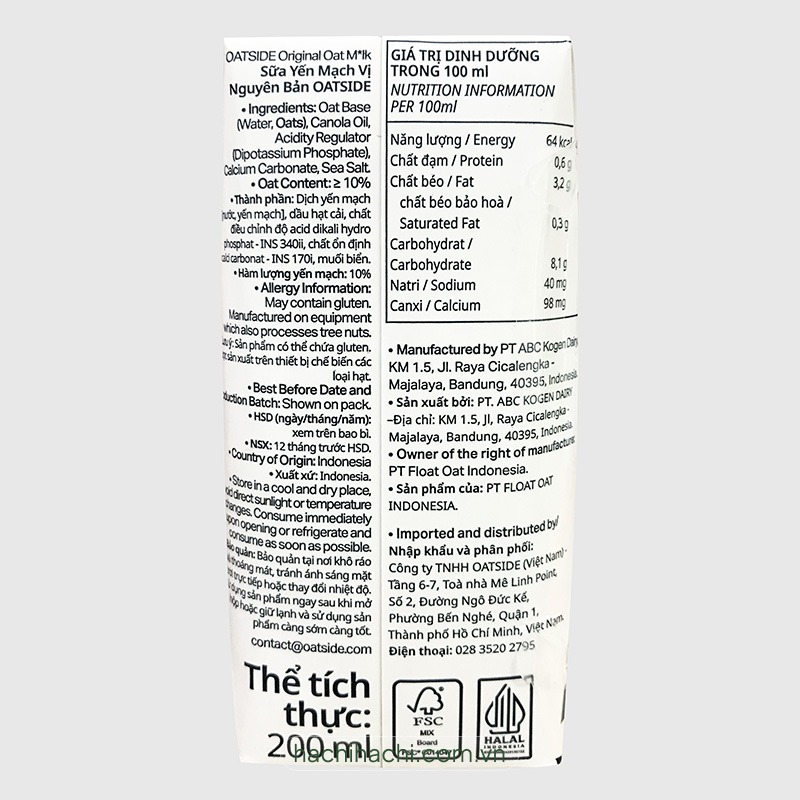 OATSIDE Original Oat M*lk
Sữa Yến Mạch Vị
Nguyên Bản OATSIDE
• Ingredients: Oat Base
(Water, Oats), Canola Oil,
Acidity Regulator
(Dipotassium Phosphate),
Calcium Carbonate, Sea Salt.
• Oat Content: ≥ 10%
• Thành phần: Dịch yến mạch
yến mạch], dầu hạt cải, chất
điều chỉnh độ acid dikali hydro
phosphat - INS 340ii, chất ổn định
carbonat - INS 170i, muối biển.
• Hàm lượng yến mạch: 10%
• Allergy Information:
May contain gluten.
Manufactured on equipment
which also processes tree nuts.
Sản phẩm có thể chứa gluten.
sản xuất trên thiết bị chế biến các
loại hạt.
• Best Before Date and
Batch: Shown on pack.
• HSD (ngày/tháng/năm):
xem trên bao bì.
• NSX: 12 tháng trước HSD.
• Country of Origin: Indonesia
• Xuất xứ: Indonesia.
• Store in a cool and dry place,
direct sunlight or temperature
Consume immediately
upon opening or refrigerate and
consume as soon as possible.
quản: Bảo quản tại nơi khô ráo
thoáng mát, tránh ánh sáng mặt
trực tiếp hoặc thay đổi nhiệt độ.
dụng sản phẩm ngay sau khi mở
hộp hoặc giữ lạnh và sử dụng sản
phẩm càng sớm càng tốt.
contact@oatside.com
Thể tích
thực:
200 ml
GIÁ TRỊ DINH DƯỠNG
TRONG 100 ml
NUTRITION INFORMATION
PER 100ml
Năng lượng / Energy 64 kcal
Chất đạm / Protein 0,6 g
Chất béo / Fat 3,2 g
chất béo bảo hoà /
Saturated Fat 0,3 g
Carbohydrat /
Carbohydrate 8,1 g
Natri / Sodium 40 mg
Canxi / Calcium 98 mg
• Manufactured by PT ABC Kogen Dairy
KM 1.5, Jl. Raya Cicalengka -
Majalaya, Bandung, 40395, Indonesia.
• Sản xuất bởi: PT. ABC KOGEN DAIRY
–Địa chỉ: KM 1.5, Jl, Raya Cicalengka -
Majalaya, Bandung, 40395, Indonesia.
• Owner of the right of manufacture:
PT Float Oat Indonesia.
• Sản phẩm của: PT FLOAT OAT
INDONESIA.
• Imported and distributed by/
Nhập khẩu và phân phối:
Công ty TNHH OATSIDE (Việt Nam) -
Tầng 6-7, Toà nhà Mê Linh Point,
Số 2, Đường Ngô Đức Kế,
Phường Bến Nghé, Quận 1,
Thành phố Hồ Chí Minh, Việt Nam.
Điện thoại: 028 3520 2795
FSC
MIX
Board
HALAL
INDONESIA
hachihachi.com.vn